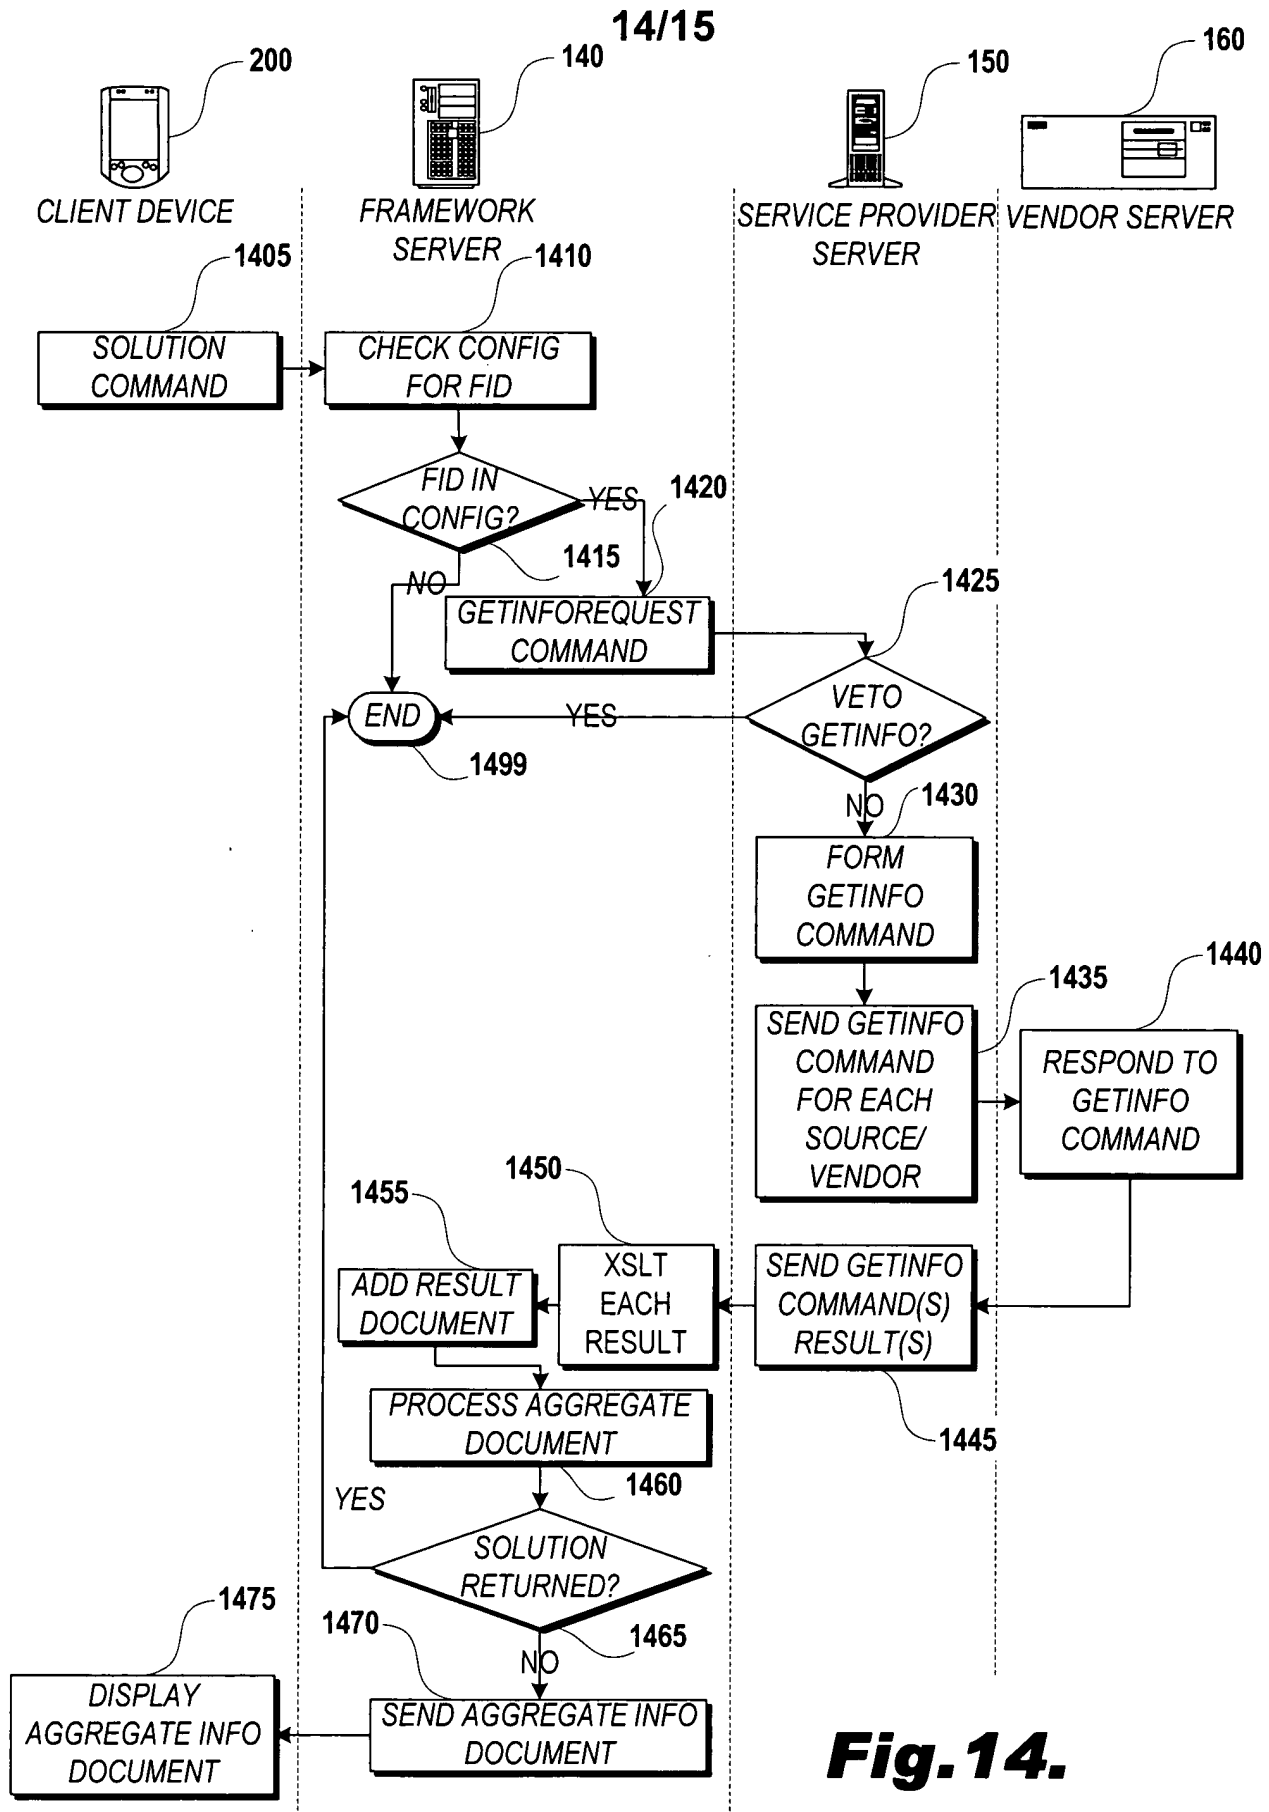 14/15
200
140
150
160
CLIENT DEVICE
FRAMEWORK
SERVER
SERVICE PROVIDER
SERVER
VENDOR SERVER
1405
1410
SOLUTION
COMMAND
CHECK CONFIG
FOR FID
FID IN
CONFIG?
YES
1420
1415
NO
1425
GETINFOREQUEST
COMMAND
VETO
GETINFO?
YES
END
1499
NO
1430
FORM
GETINFO
COMMAND
1435
1440
SEND GETINFO
COMMAND
FOR EACH
SOURCE/
VENDOR
RESPOND TO
GETINFO
COMMAND
1450
1455
SEND GETINFO
COMMAND(S)
RESULT(S)
XSLT
EACH
RESULT
ADD RESULT
DOCUMENT
1445
PROCESS AGGREGATE
DOCUMENT
1460
YES
SOLUTION
RETURNED?
1465
NO
1475
1470
DISPLAY
AGGREGATE INFO
DOCUMENT
SEND AGGREGATE INFO
DOCUMENT
Fig.14.